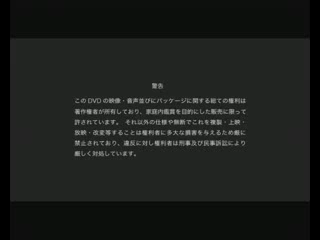 警告
このDVDの映像・音声並びにパッケージに関する総ての権利は
著作権者が所有しており、家庭内鑑賞を目的にした販売に限って
許されています。それ以外の仕様や無断でこれを複製・上映・
放映・改変等することは権利者に多大な損害を与えるため厳に
禁止されており、違反に対し権利者は刑事及び民事訴訟により
厳しく対処しています。